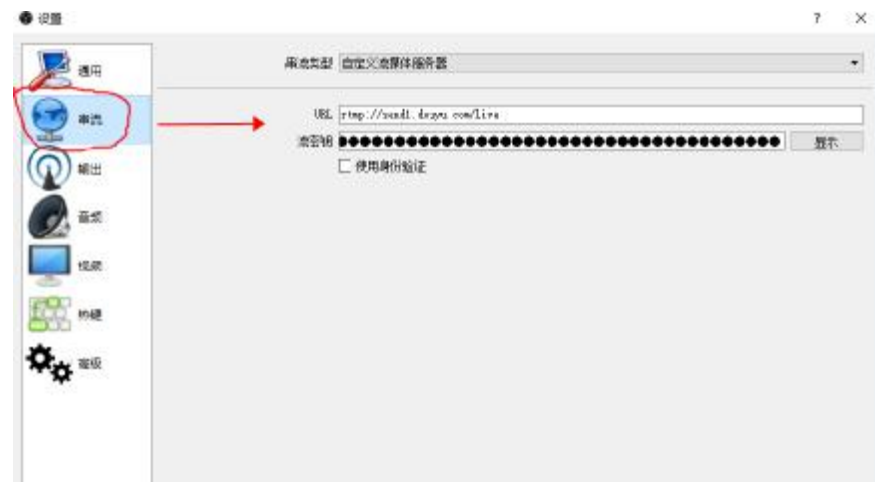 设置
? ×
通用
串流
输出
音频
视频
热键
高级
串流类型 自定义流媒体服务器
URL rtmp://send1.douyu.com/live
流密钥 ●●●●●●●●●●●●●●●●●●●●●●●●●●●●●●●●●●●●●●●●●● 显示
使用身份验证